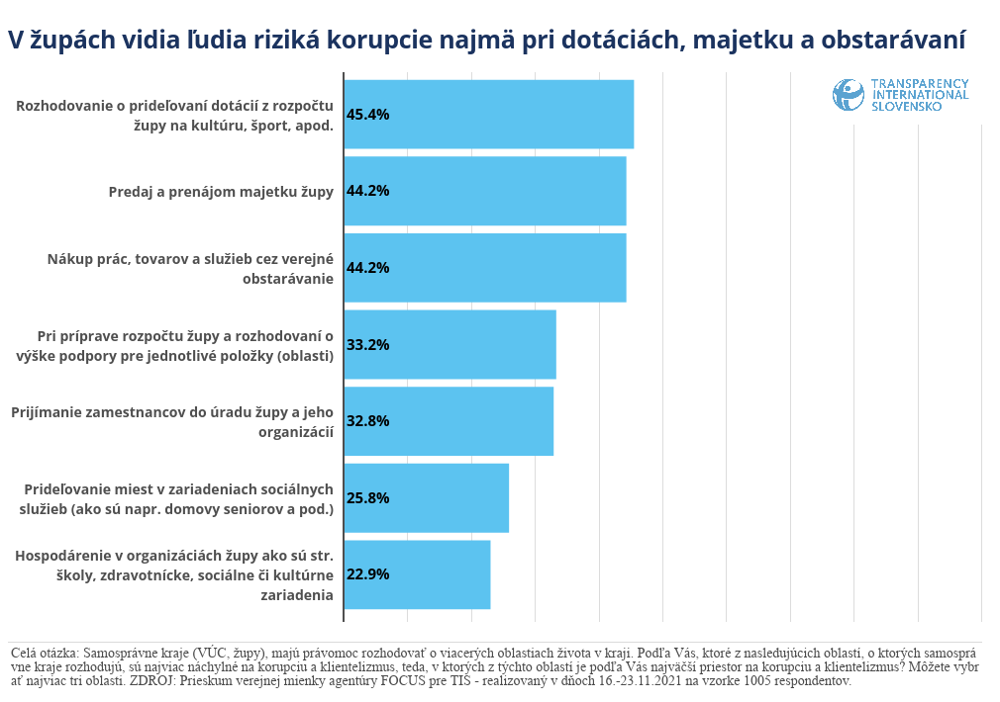 V župách vidia ľudia riziká korupcie najmä pri dotáciách, majetku a obstarávaní
TRANSPARENCY
INTERNATIONAL
SLOVENSKO
Rozhodovanie o prideľovaní dotácií z rozpočtu
župy na kultúru, šport, apod.
45.4%
Predaj a prenájom majetku župy
44.2%
Nákup prác, tovarov a služieb cez verejné
obstarávanie
44.2%
Pri príprave rozpočtu župy a rozhodovaní o
výške podpory pre jednotlivé položky (oblasti)
33.2%
Prijímanie zamestnancov do úradu župy a jeho
organizácií
32.8%
Prideľovanie miest v zariadeniach sociálnych
služieb (ako sú napr. domovy seniorov a pod.)
25.8%
Hospodárenie v organizáciách župy ako sú str.
školy, zdravotnícke, sociálne či kultúrne
zariadenia
22.9%
Celá otázka: Samosprávne kraje (VÚC, župy), majú právomoc rozhodovať o viacerých oblastiach života v kraji. Podľa Vás, ktoré z nasledujúcich oblastí, o ktorých samosprá
vne kraje rozhodujú, sú najviac náchylné na korupciu a klientelizmus, teda, v ktorých z týchto oblastí je podľa Vás najväčší priestor na korupciu a klientelizmus? Môžete vybr
ať najviac tri oblasti. ZDROJ: Prieskum verejnej mienky agentúry FOCUS pre TIS - realizovaný v dňoch 16.-23.11.2021 na vzorke 1005 respondentov.